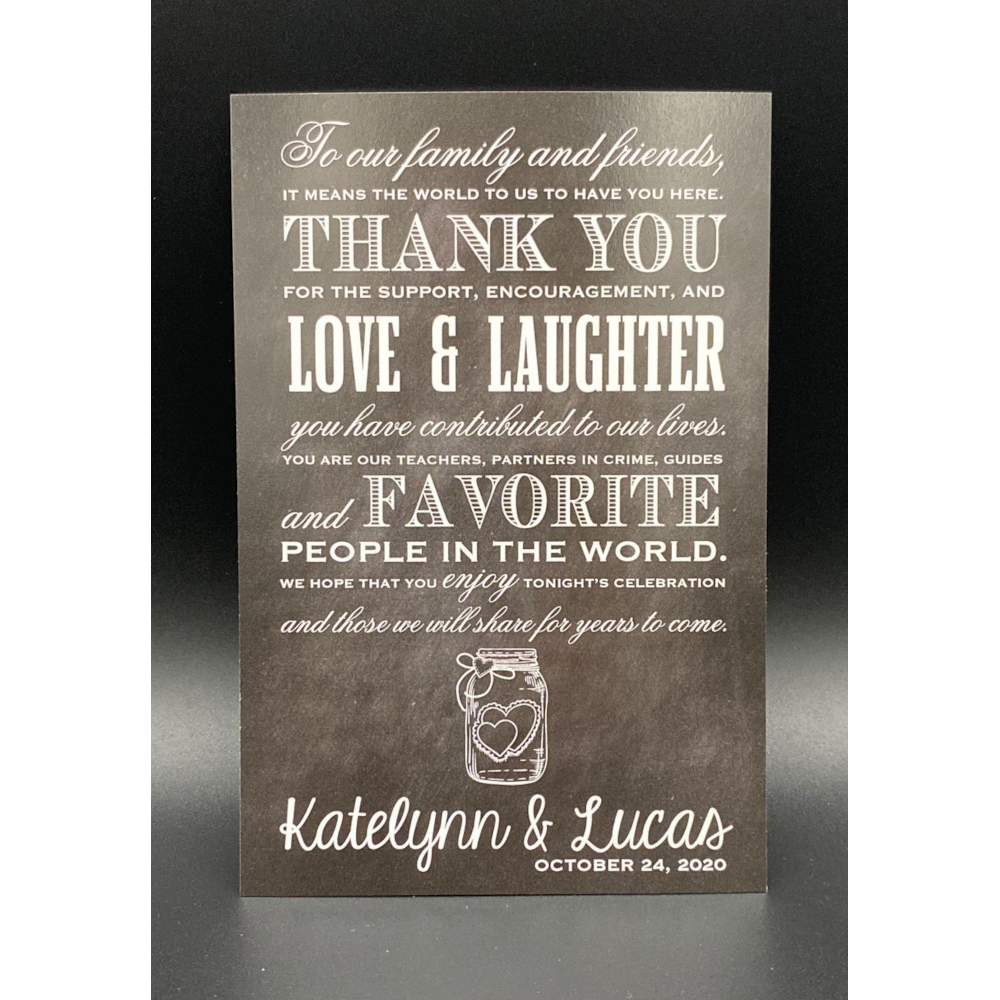 To our family and friends,
IT MEANS THE WORLD TO US TO HAVE YOU HERE.
THANK YOU
FOR THE SUPPORT, ENCOURAGEMENT, AND
LOVE & LAUGHTER
you have contributed to our lives.
YOU ARE OUR TEACHERS, PARTNERS IN CRIME, GUIDES
and FAVORITE
PEOPLE IN THE WORLD.
WE HOPE THAT YOU enjoy TONIGHT'S CELEBRATION
and those we will share for years to come.
Katelynn & Lucas
OCTOBER 24, 2020